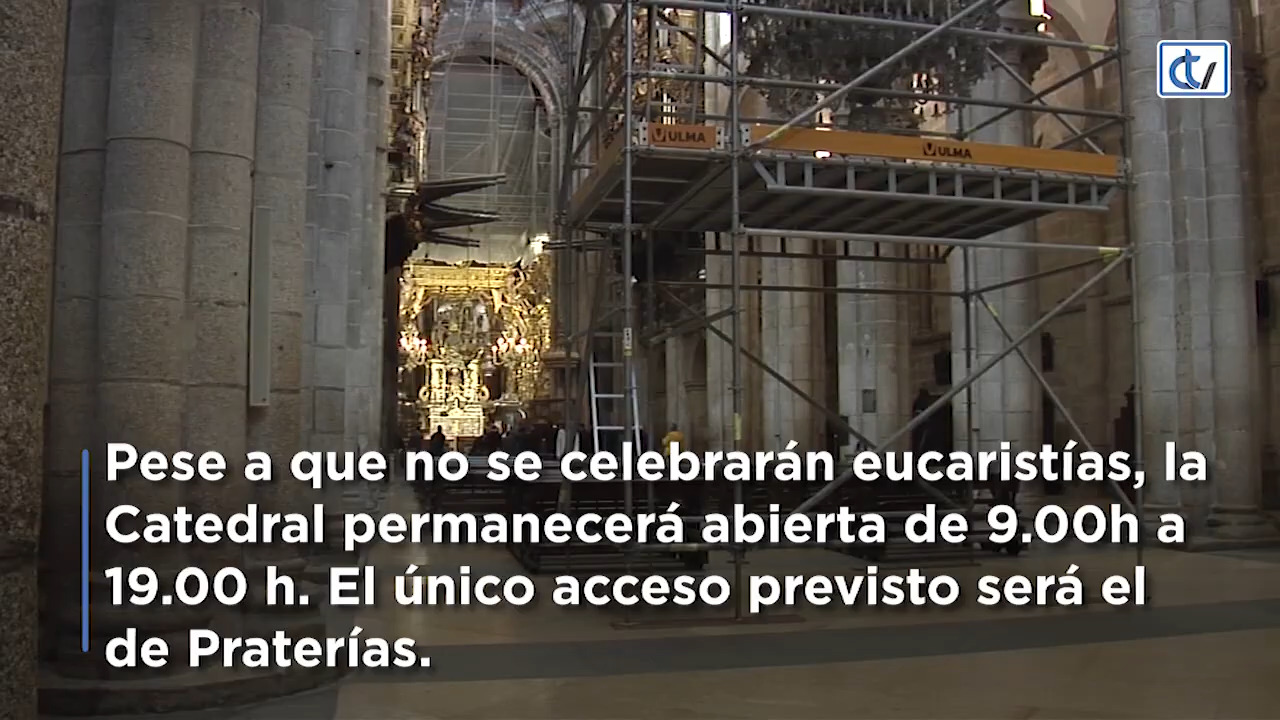 CTV
ULMA
ULMA
Pese a que no se celebrarán eucaristías, la
Catedral permanecerá abierta de 9.00h a
19.00 h. El único acceso previsto será el
de Praterías.